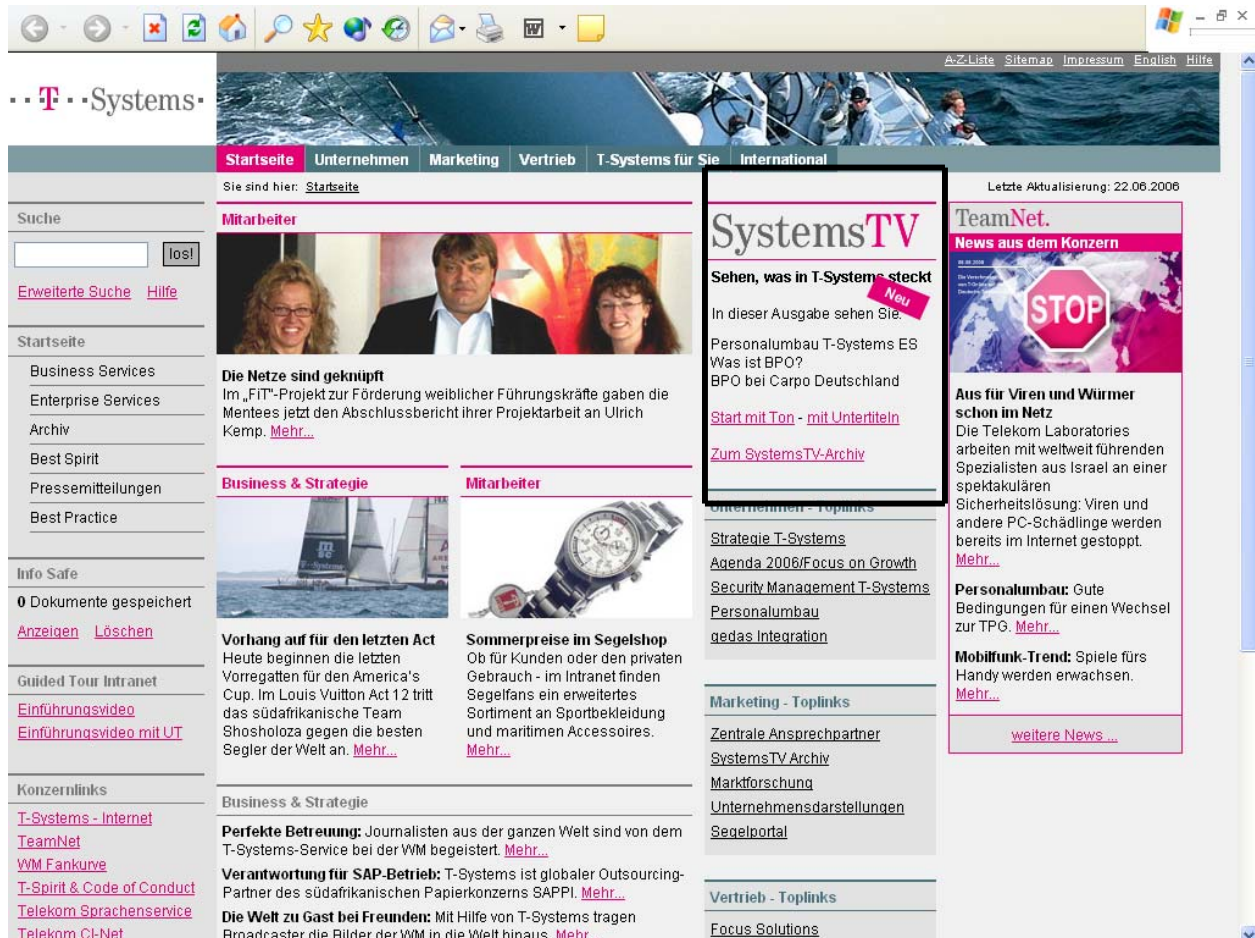 A-Z-Liste Sitemap Impressum English Hilfe
· · T · · Systems ·
Startseite Unternehmen Marketing Vertrieb T-Systems für Sie International
Sie sind hier: Startseite
Letzte Aktualisierung: 22.06.2006
Suche
los!
Erweiterte Suche Hilfe
Startseite
Business Services
Enterprise Services
Archiv
Best Spirit
Pressemitteilungen
Best Practice
Info Safe
0 Dokumente gespeichert
Anzeigen Löschen
Guided Tour Intranet
Einführungsvideo
Einführungsvideo mit UT
Konzernlinks
T-Systems - Internet
TeamNet
WM Fankurve
T-Spirit & Code of Conduct
Telekom Sprachenservice
Telekom CI-Net
Mitarbeiter
Die Netze sind geknüpft
Im „FiT"-Projekt zur Förderung weiblicher Führungskräfte gaben die
Mentees jetzt den Abschlussbericht ihrer Projektarbeit an Ulrich
Kemp. Mehr...
Business & Strategie
Vorhang auf für den letzten Act
Heute beginnen die letzten
Vorregatten für den America's
Cup. Im Louis Vuitton Act 12 tritt
das südafrikanische Team
Shosholoza gegen die besten
Segler der Welt an. Mehr...
Mitarbeiter
Sommerpreise im Segelshop
Ob für Kunden oder den privaten
Gebrauch - im Intranet finden
Segelfans ein erweitertes
Sortiment an Sportbekleidung
und maritimen Accessoires.
Mehr...
Business & Strategie
Perfekte Betreuung: Journalisten aus der ganzen Welt sind von dem
T-Systems-Service bei der WM begeistert. Mehr...
Verantwortung für SAP-Betrieb: T-Systems ist globaler Outsourcing-
Partner des südafrikanischen Papierkonzerns SAPPI. Mehr...
Die Welt zu Gast bei Freunden: Mit Hilfe von T-Systems tragen
Broadcaster die Bilder der WM in die Welt hinaus. Mehr...
SystemsTV
Sehen, was in T-Systems steckt
Neu
In dieser Ausgabe sehen Sie:
Personalumbau T-Systems ES
Was ist BPO?
BPO bei Carpo Deutschland
Start mit Ton - mit Untertiteln
Zum SystemsTV-Archiv
Unternehmen - Toplinks
Strategie T-Systems
Agenda 2006/Focus on Growth
Security Management T-Systems
Personalumbau
gedas Integration
Marketing - Toplinks
Zentrale Ansprechpartner
SystemsTV Archiv
Marktforschung
Unternehmensdarstellungen
Segelportal
Vertrieb - Toplinks
Focus Solutions
TeamNet.
News aus dem Konzern
STOP
Aus für Viren und Würmer
schon im Netz
Die Telekom Laboratories
arbeiten mit weltweit führenden
Spezialisten aus Israel an einer
spektakulären
Sicherheitslösung: Viren und
andere PC-Schädlinge werden
bereits im Internet gestoppt.
Mehr...
Personalumbau: Gute
Bedingungen für einen Wechsel
zur TPG. Mehr...
Mobilfunk-Trend: Spiele fürs
Handy werden erwachsen.
Mehr...
weitere News ...